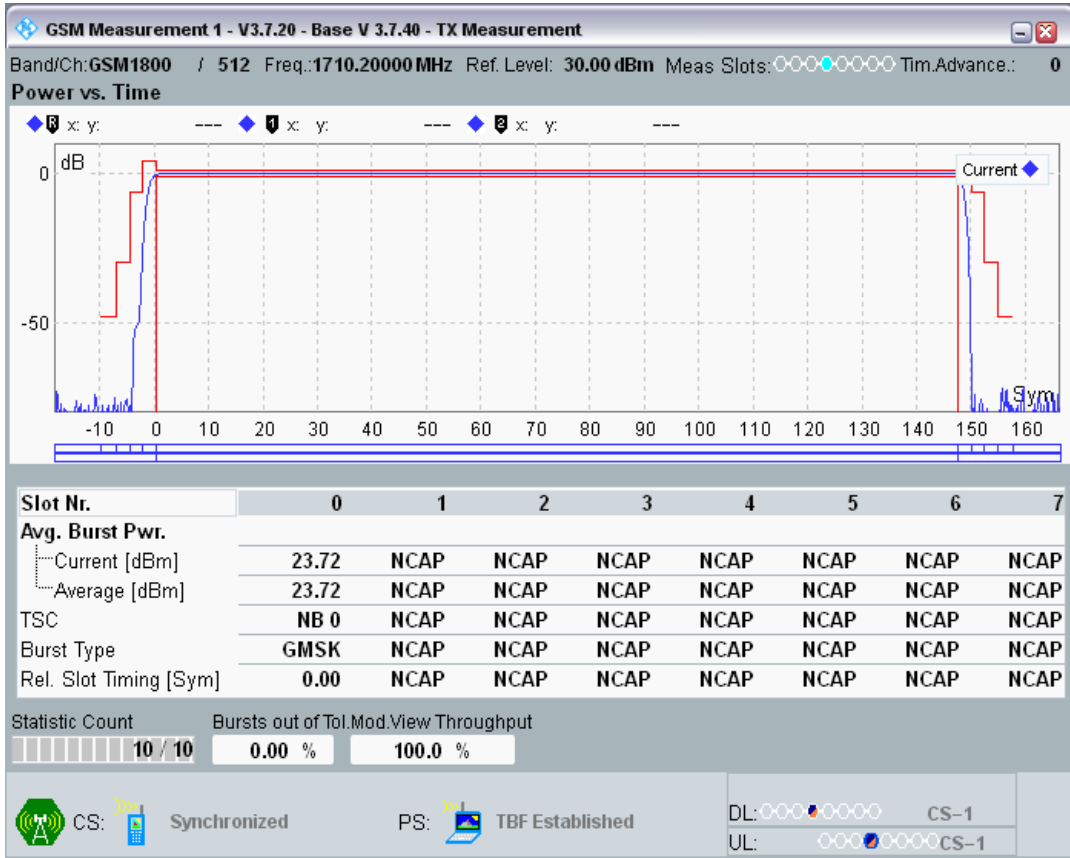 GSM Measurement 1 - V3.7.20 - Base V 3.7.40 - TX Measurement
Band/Ch:GSM1800 / 512 Freq.:1710.20000 MHz Ref. Level: 30.00 dBm Meas Slots: Tim.Advance.: 0
Power vs. Time
R x: y: --- 1 x: y: --- 2 x: y: ---
dB
Current
0
-50
Sym
-10 0 10 20 30 40 50 60 70 80 90 100 110 120 130 140 150 160
Slot Nr. 0 1 2 3 4 5 6 7
Avg. Burst Pwr.
Current [dBm] 23.72 NCAP NCAP NCAP NCAP NCAP NCAP NCAP
Average [dBm] 23.72 NCAP NCAP NCAP NCAP NCAP NCAP NCAP
TSC NB 0 NCAP NCAP NCAP NCAP NCAP NCAP NCAP
Burst Type GMSK NCAP NCAP NCAP NCAP NCAP NCAP NCAP
Rel. Slot Timing [Sym] 0.00 NCAP NCAP NCAP NCAP NCAP NCAP NCAP
Statistic Count Bursts out of Tol. Mod.View Throughput
10 / 10 0.00 % 100.0 %
CS: Synchronized PS: TBF Established
DL: CS-1
UL: CS-1